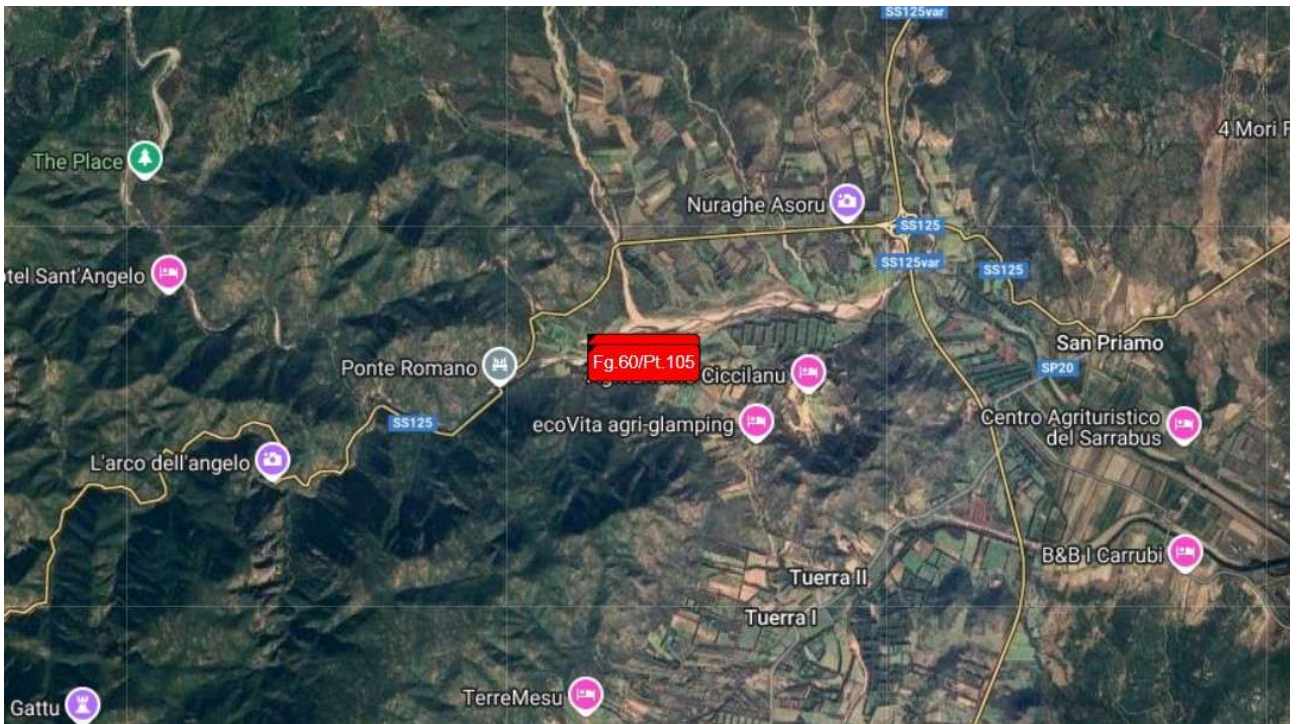 SS125var
4 Mori
The Place
Nuraghe Asoru
SS125
SS125var
SS125
Sant'Angelo
San Priamo
Fg.60/Pt.105
Ponte Romano
Ciccilanu
SP20
SS125
ecoVita agri-glamping
Centro Agrituristico
del Sarrabus
L'arco dell'angelo
B&B I Carrubi
Tuerra II
Tuerra I
TerreMesu
Gattu